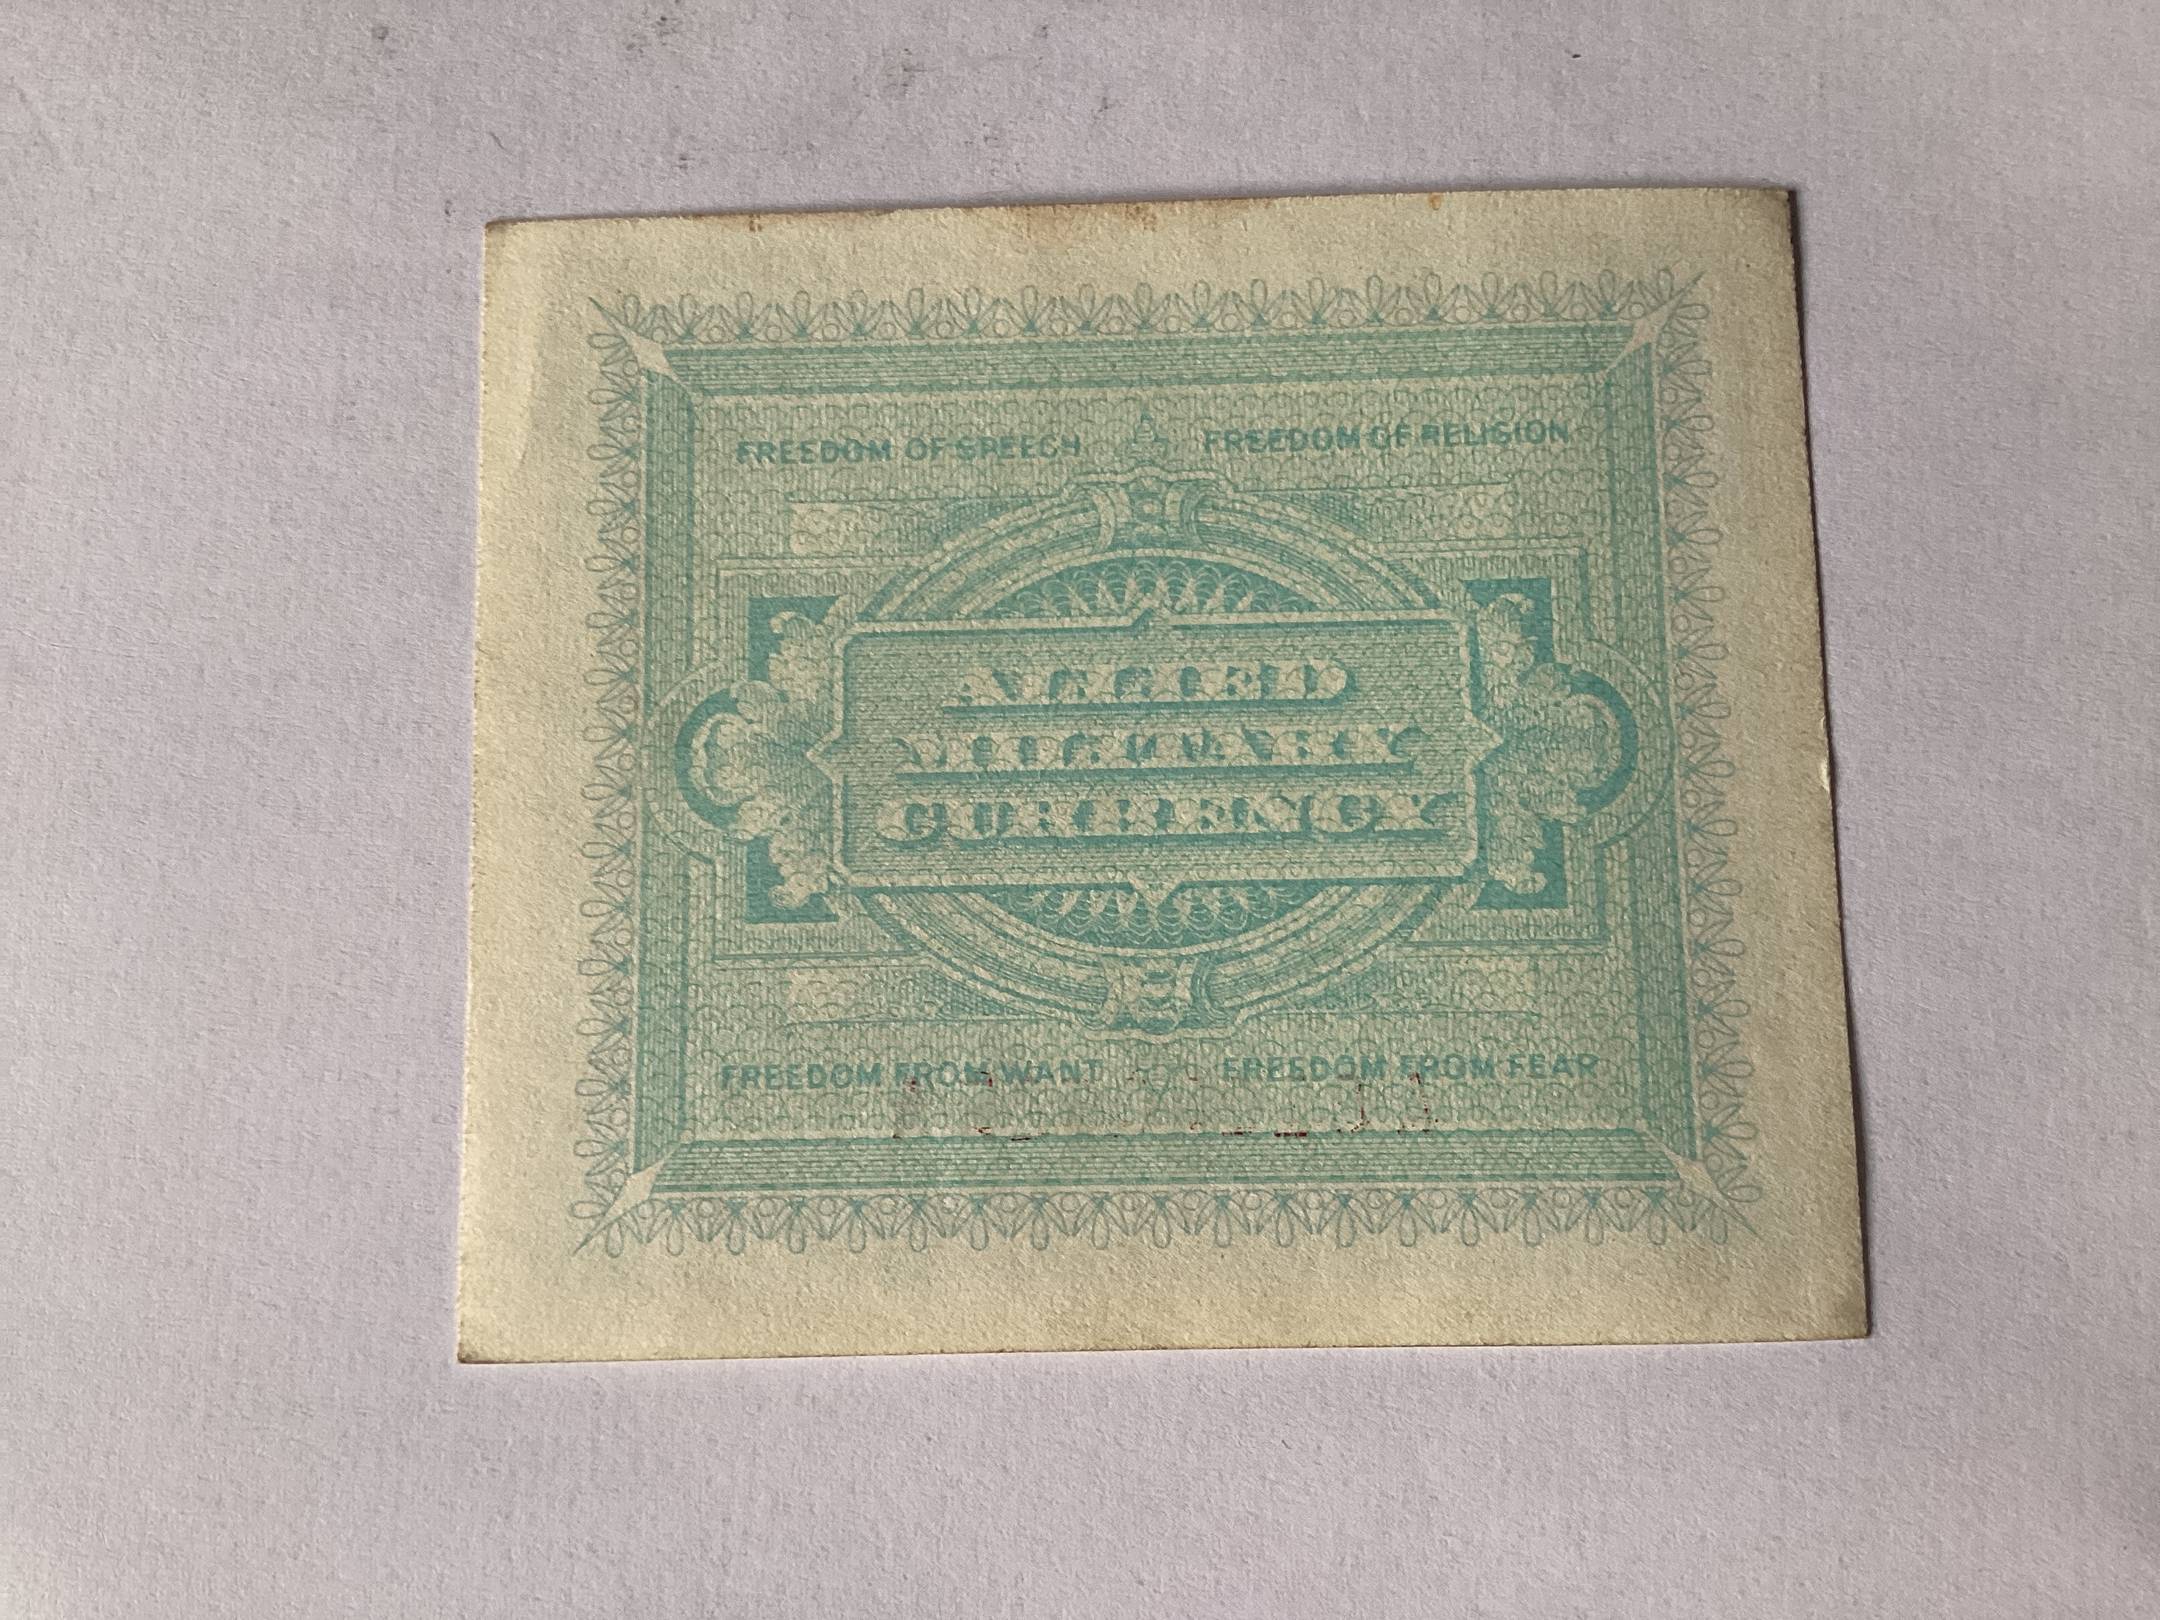 FREEDOM OF SPEECH FREEDOM OF RELIGION
ALLIED
MILITARY
CURRENCY
FREEDOM FROM WANT FREEDOM FROM FEAR